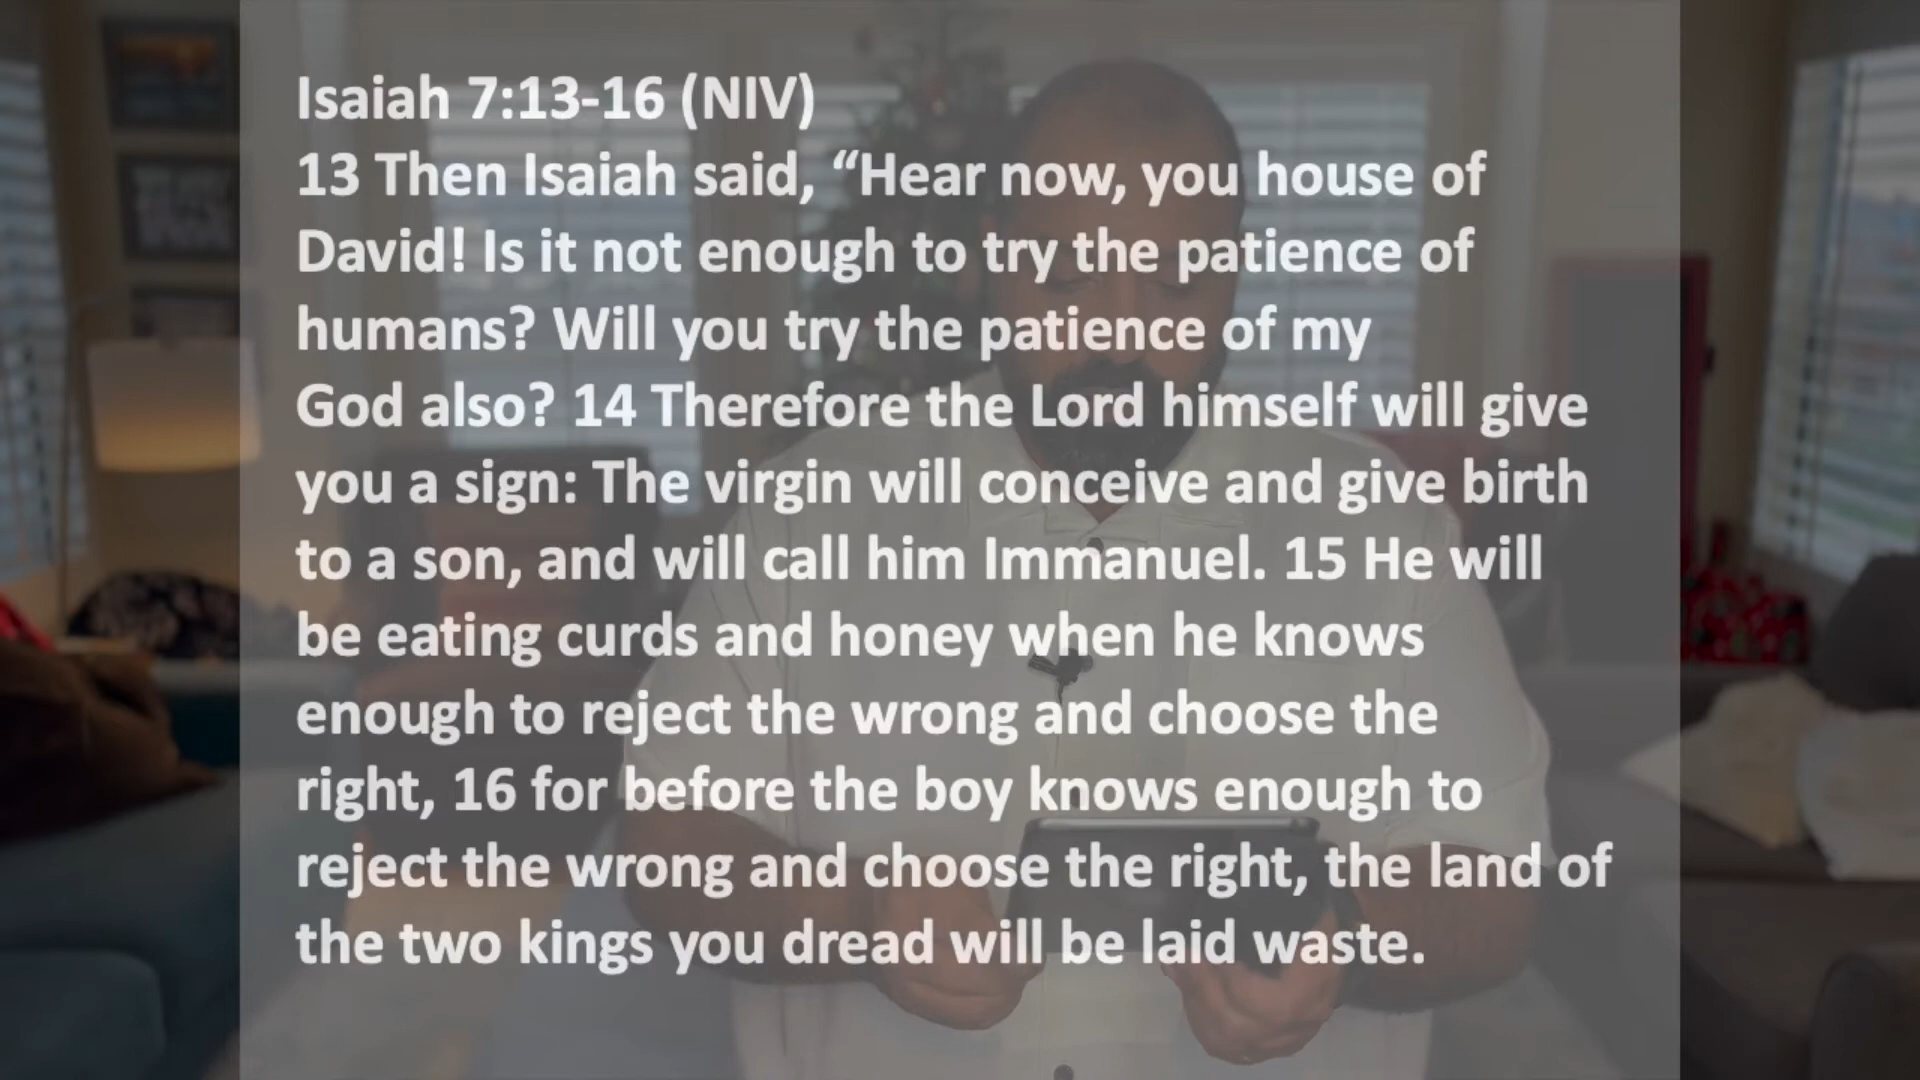 Isaiah 7:13-16 (NIV)
13 Then Isaiah said, “Hear now, you house of
David! Is it not enough to try the patience of
humans? Will you try the patience of my
God also? 14 Therefore the Lord himself will give
you a sign: The virgin will conceive and give birth
to a son, and will call him Immanuel. 15 He will
be eating curds and honey when he knows
enough to reject the wrong and choose the
right, 16 for before the boy knows enough to
reject the wrong and choose the right, the land of
the two kings you dread will be laid waste.